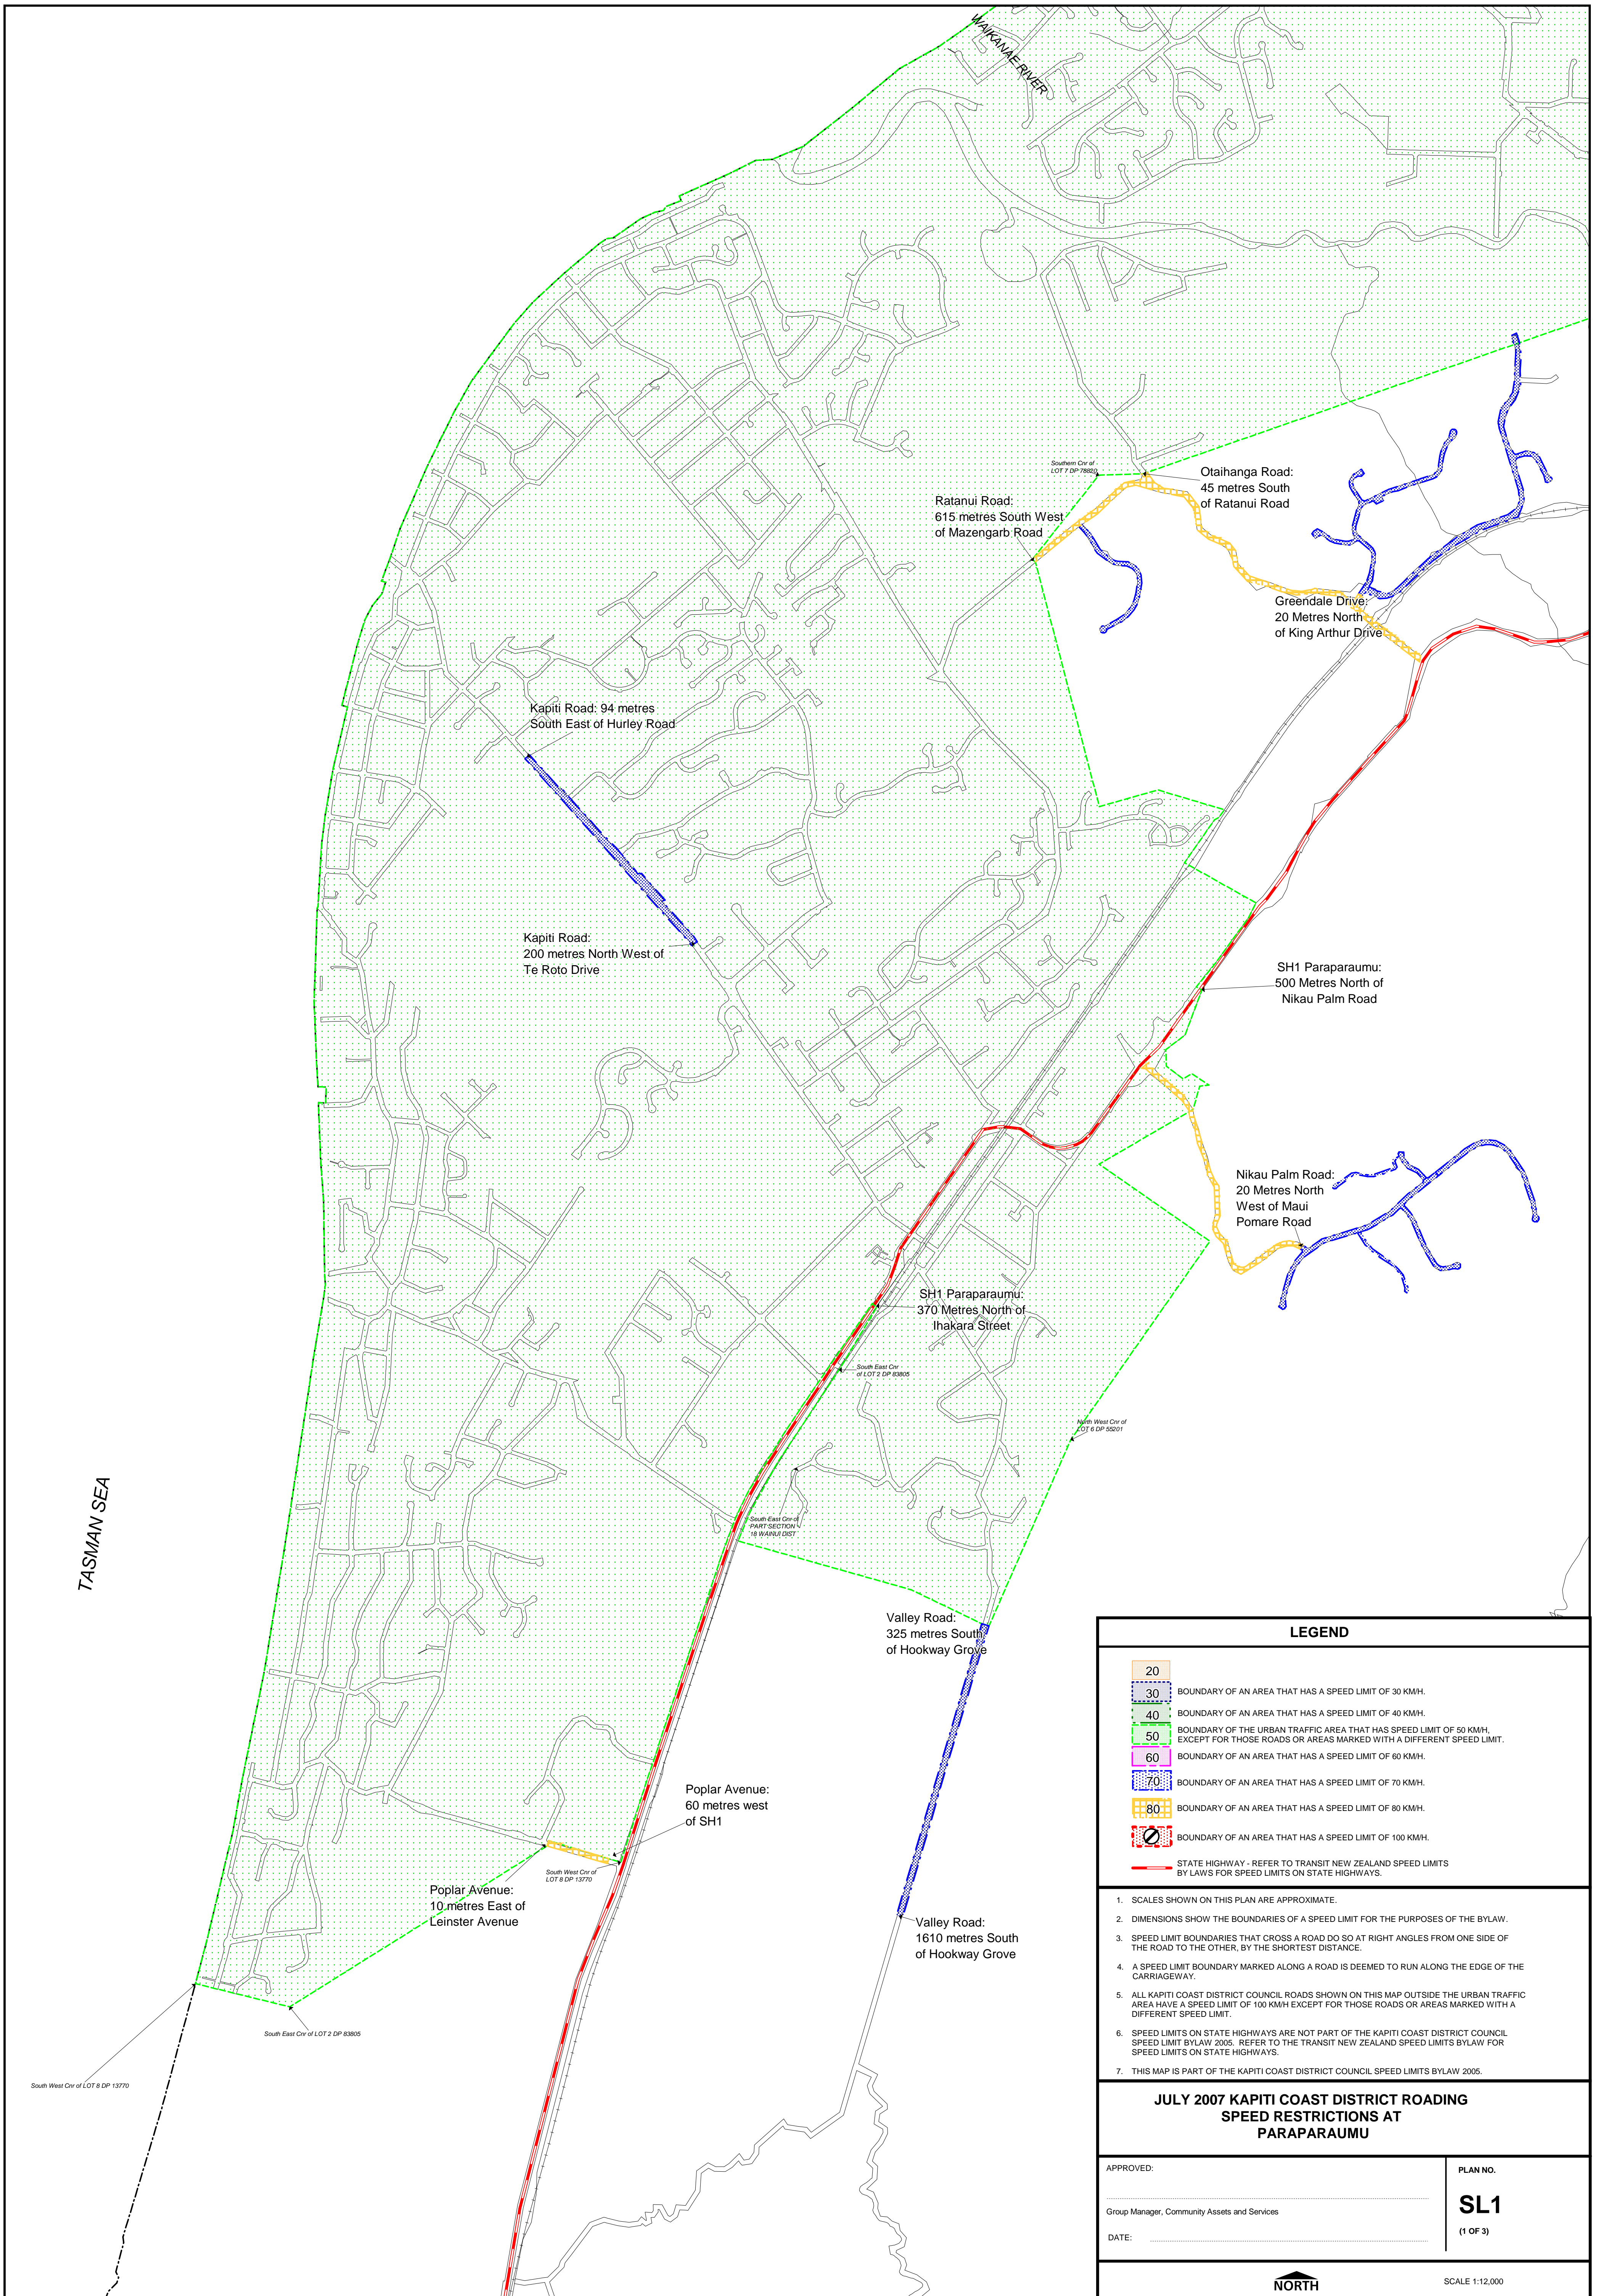 WAIKANAE RIVER
Southern Cnr of
LOT 7 DP 78820
Otaihanga Road:
45 metres South
of Ratanui Road
Ratanui Road:
615 metres South West
of Mazengarb Road
Greendale Drive:
20 Metres North
of King Arthur Drive
Kapiti Road: 94 metres
South East of Hurley Road
Kapiti Road:
200 metres North West of
Te Roto Drive
SH1 Paraparaumu:
500 Metres North of
Nikau Palm Road
Nikau Palm Road:
20 Metres North
West of Maui
Pomare Road
SH1 Paraparaumu:
370 Metres North of
Ihakara Street
South East Cnr
of LOT 2 DP 83805
North West Cnr of
LOT 6 DP 55201
TASMAN SEA
South East Cnr of
PART SECTION
18 WAINUI DIST
Valley Road:
325 metres South
of Hookway Grove
Poplar Avenue:
60 metres west
of SH1
South West Cnr of
LOT 8 DP 13770
Poplar Avenue:
10 metres East of
Leinster Avenue
Valley Road:
1610 metres South
of Hookway Grove
South East Cnr of LOT 2 DP 83805
South West Cnr of LOT 8 DP 13770
LEGEND
20
30 BOUNDARY OF AN AREA THAT HAS A SPEED LIMIT OF 30 KM/H.
40 BOUNDARY OF AN AREA THAT HAS A SPEED LIMIT OF 40 KM/H.
50 BOUNDARY OF THE URBAN TRAFFIC AREA THAT HAS SPEED LIMIT OF 50 KM/H,
EXCEPT FOR THOSE ROADS OR AREAS MARKED WITH A DIFFERENT SPEED LIMIT.
60 BOUNDARY OF AN AREA THAT HAS A SPEED LIMIT OF 60 KM/H.
70 BOUNDARY OF AN AREA THAT HAS A SPEED LIMIT OF 70 KM/H.
80 BOUNDARY OF AN AREA THAT HAS A SPEED LIMIT OF 80 KM/H.
BOUNDARY OF AN AREA THAT HAS A SPEED LIMIT OF 100 KM/H.
STATE HIGHWAY - REFER TO TRANSIT NEW ZEALAND SPEED LIMITS
BY LAWS FOR SPEED LIMITS ON STATE HIGHWAYS.
1. SCALES SHOWN ON THIS PLAN ARE APPROXIMATE.
2. DIMENSIONS SHOW THE BOUNDARIES OF A SPEED LIMIT FOR THE PURPOSES OF THE BYLAW.
3. SPEED LIMIT BOUNDARIES THAT CROSS A ROAD DO SO AT RIGHT ANGLES FROM ONE SIDE OF
THE ROAD TO THE OTHER, BY THE SHORTEST DISTANCE.
4. A SPEED LIMIT BOUNDARY MARKED ALONG A ROAD IS DEEMED TO RUN ALONG THE EDGE OF THE
CARRIAGEWAY.
5. ALL KAPITI COAST DISTRICT COUNCIL ROADS SHOWN ON THIS MAP OUTSIDE THE URBAN TRAFFIC
AREA HAVE A SPEED LIMIT OF 100 KM/H EXCEPT FOR THOSE ROADS OR AREAS MARKED WITH A
DIFFERENT SPEED LIMIT.
6. SPEED LIMITS ON STATE HIGHWAYS ARE NOT PART OF THE KAPITI COAST DISTRICT COUNCIL
SPEED LIMIT BYLAW 2005. REFER TO THE TRANSIT NEW ZEALAND SPEED LIMITS BYLAW FOR
SPEED LIMITS ON STATE HIGHWAYS.
7. THIS MAP IS PART OF THE KAPITI COAST DISTRICT COUNCIL SPEED LIMITS BYLAW 2005.
JULY 2007 KAPITI COAST DISTRICT ROADING
SPEED RESTRICTIONS AT
PARAPARAUMU
APPROVED:
Group Manager, Community Assets and Services
DATE:
PLAN NO.
SL1
(1 OF 3)
NORTH
SCALE 1:12,000